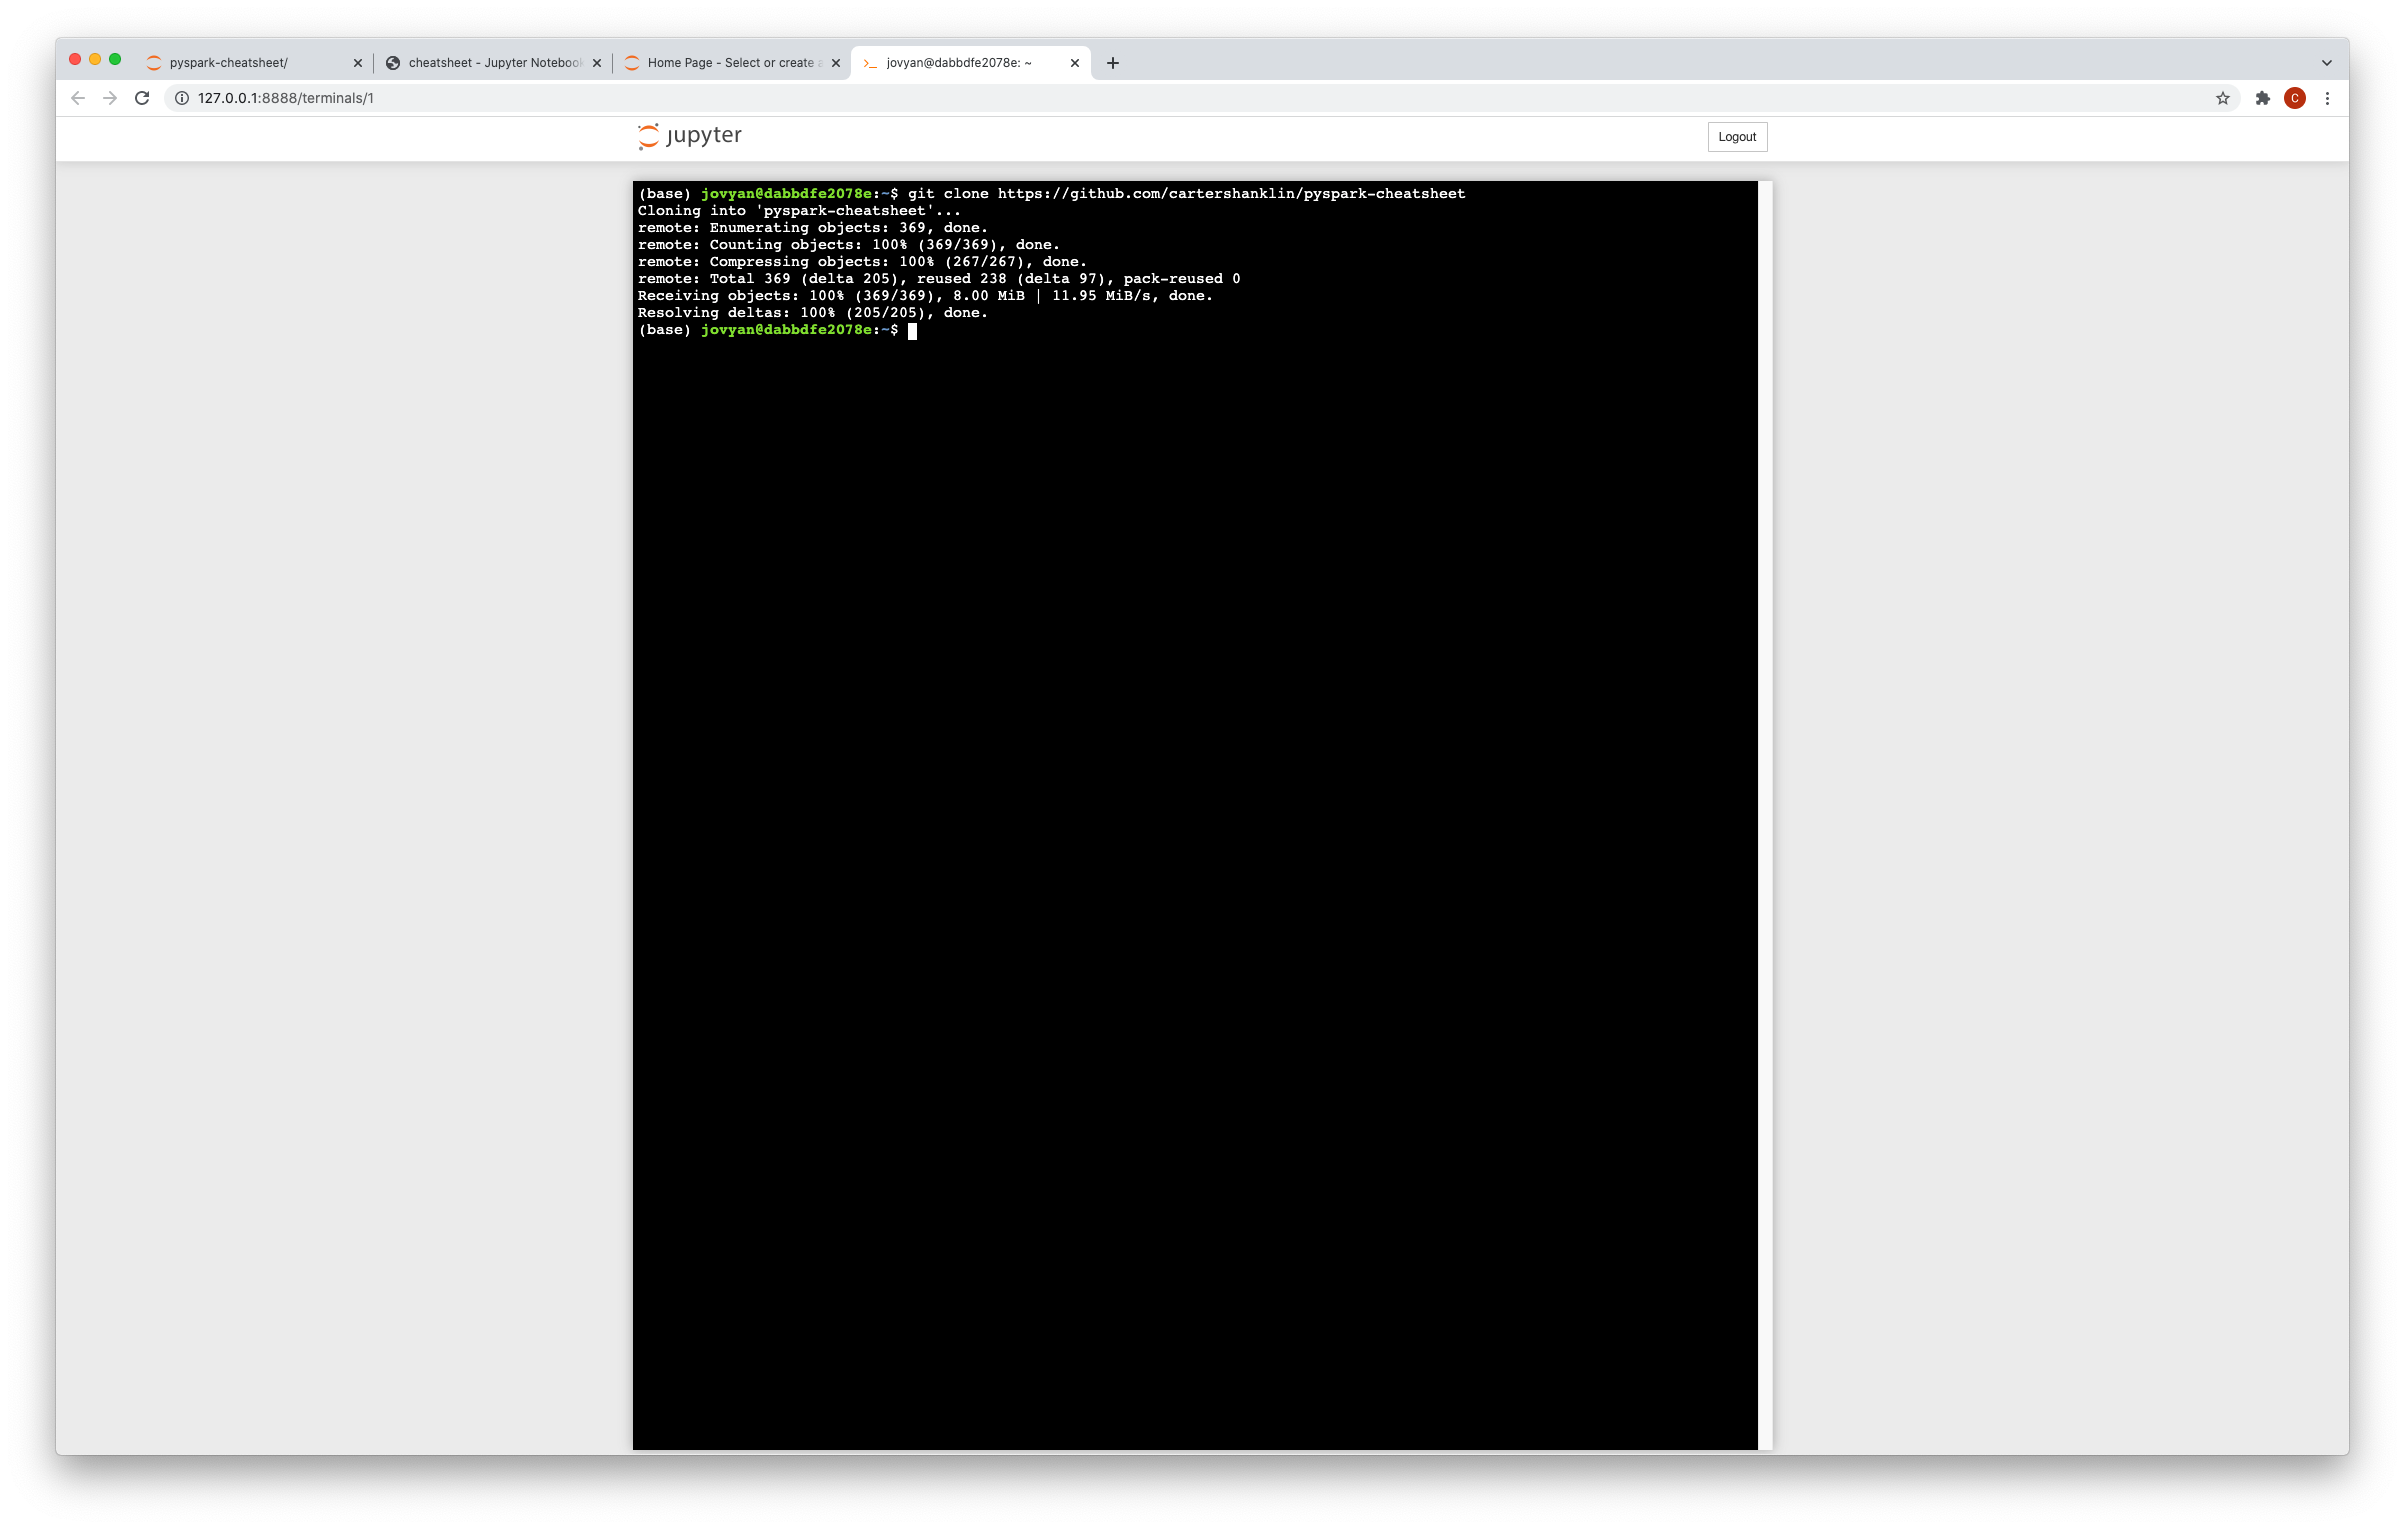 pyspark-cheatsheet/
cheatsheet - Jupyter Notebook
Home Page - Select or create a
jovyan@dabbdfe2078e: ~
127.0.0.1:8888/terminals/1
C
jupyter
Logout
(base) jovyan@dabbdfe2078e:~$ git clone https://github.com/cartershanklin/pyspark-cheatsheet
Cloning into 'pyspark-cheatsheet'...
remote: Enumerating objects: 369, done.
remote: Counting objects: 100% (369/369), done.
remote: Compressing objects: 100% (267/267), done.
remote: Total 369 (delta 205), reused 238 (delta 97), pack-reused 0
Receiving objects: 100% (369/369), 8.00 MiB | 11.95 MiB/s, done.
Resolving deltas: 100% (205/205), done.
(base) jovyan@dabbdfe2078e:~$